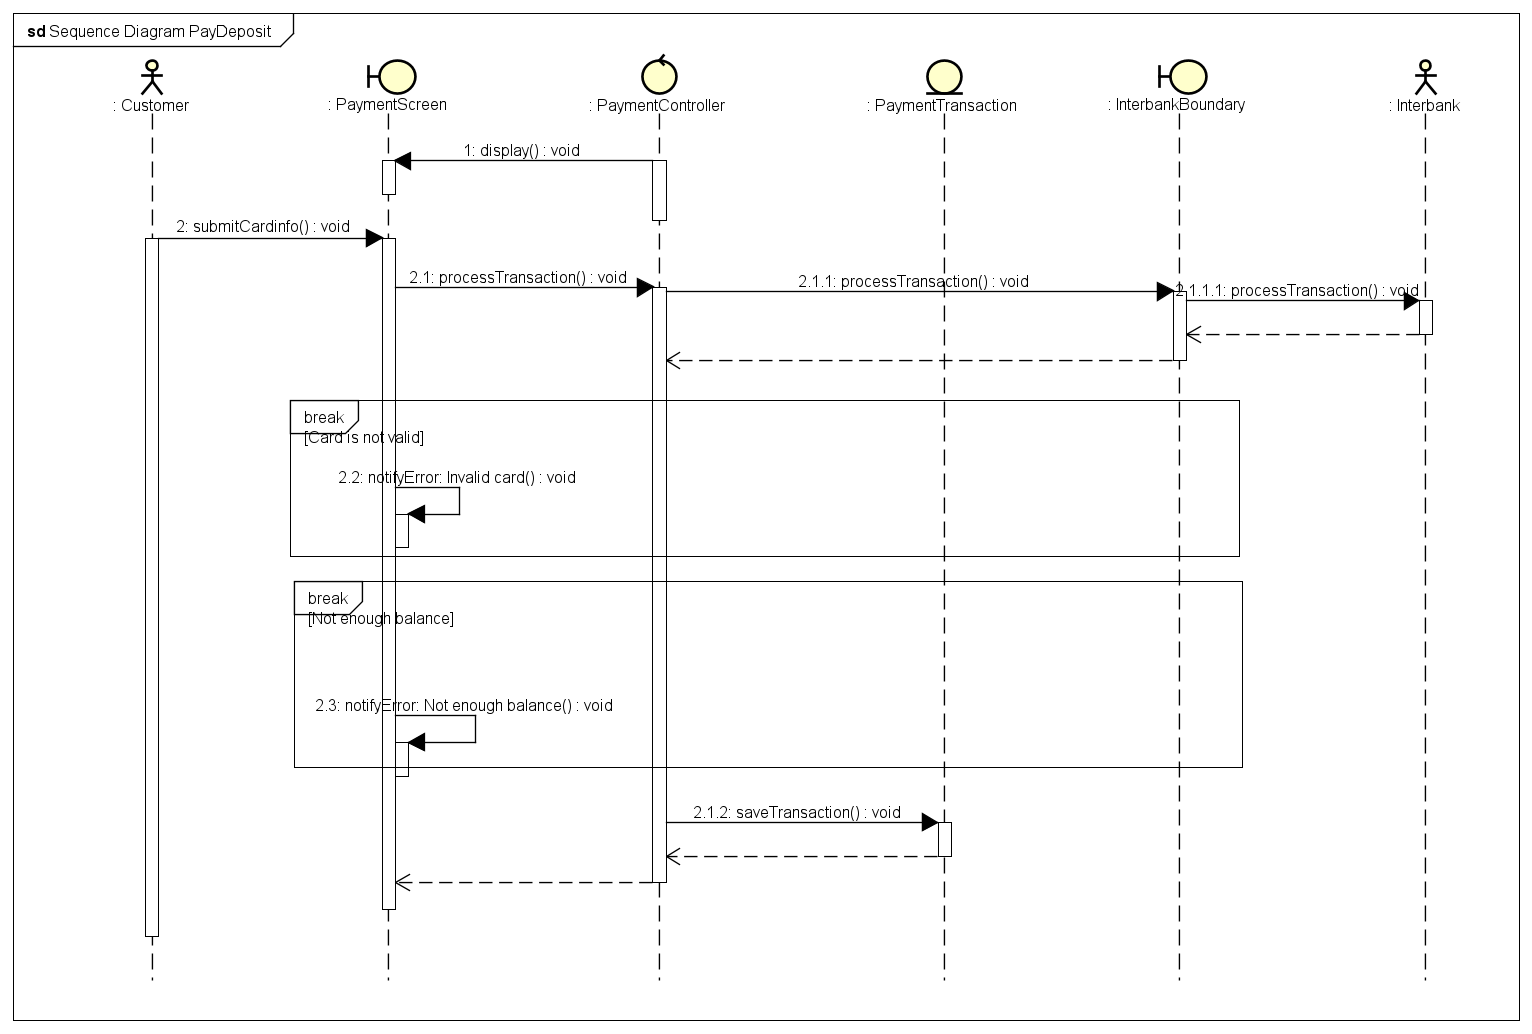 sd Sequence Diagram PayDeposit
: Customer
: PaymentScreen
: PaymentController
: PaymentTransaction
: InterbankBoundary
: Interbank
1: display() : void
2: submitCardinfo() : void
2.1: processTransaction() : void
2.1.1: processTransaction() : void
2.1.1.1: processTransaction() : void
break
[Card is not valid]
2.2: notifyError: Invalid card() : void
break
[Not enough balance]
2.3: notifyError: Not enough balance() : void
2.1.2: saveTransaction() : void